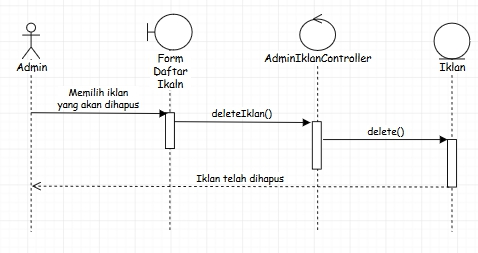 Admin
Form
Daftar
Ikaln
AdminIklanController
Iklan
Memilih iklan
yang akan dihapus
deleteIklan()
delete()
Iklan telah dihapus